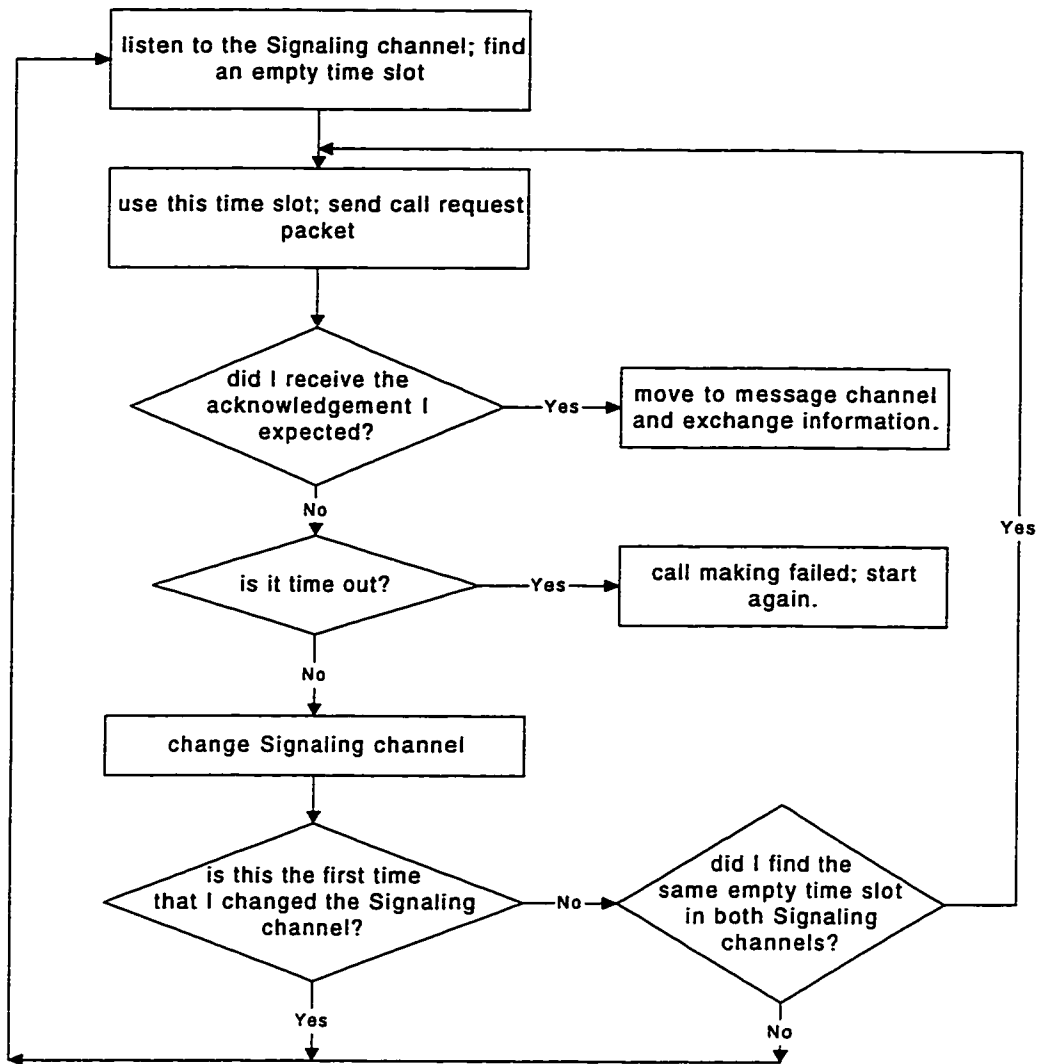 listen to the Signaling channel; find
an empty time slot
use this time slot; send call request
packet
did I receive the
acknowledgement I
expected?
Yes
move to message channel
and exchange information.
No
Yes
is it time out?
Yes
call making failed; start
again.
No
change Signaling channel
is this the first time
that I changed the Signaling
channel?
No
did I find the
same empty time slot
in both Signaling
channels?
Yes
No